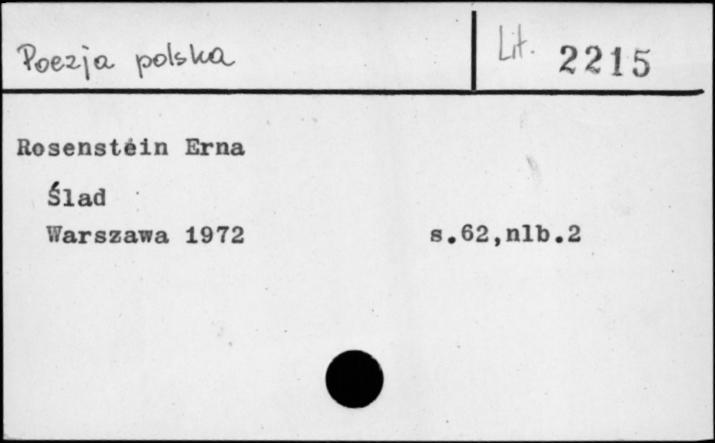 Poezja polska
Lit. 2215
Rosenstein Erna
Ślad
Warszawa 1972 s.62,nlb.2